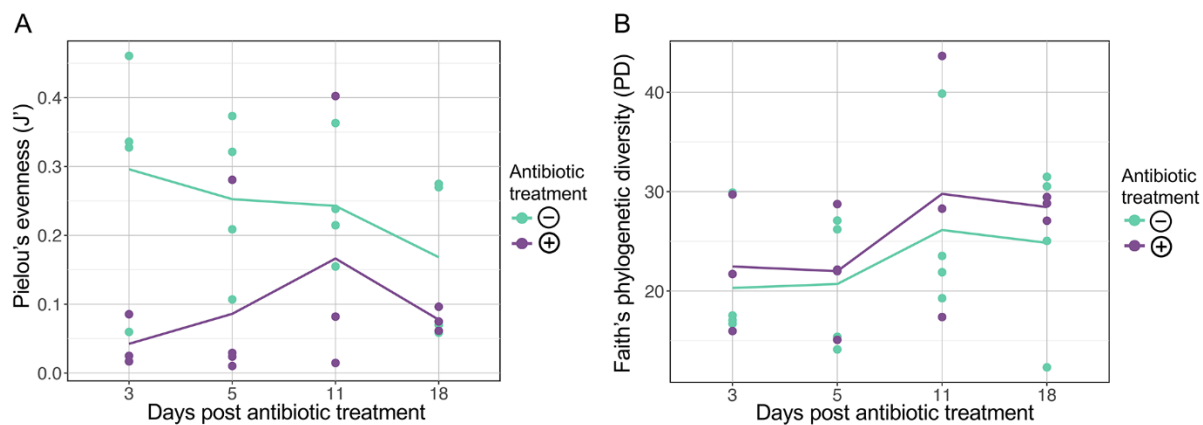 A
Pielou's evenness (J')
0.4
0.3
0.2
0.1
0.0
3
5
11
18
Days post antibiotic treatment
Antibiotic
treatment
−
+
B
Faith's phylogenetic diversity (PD)
40
30
20
3
5
11
18
Days post antibiotic treatment
Antibiotic
treatment
−
+